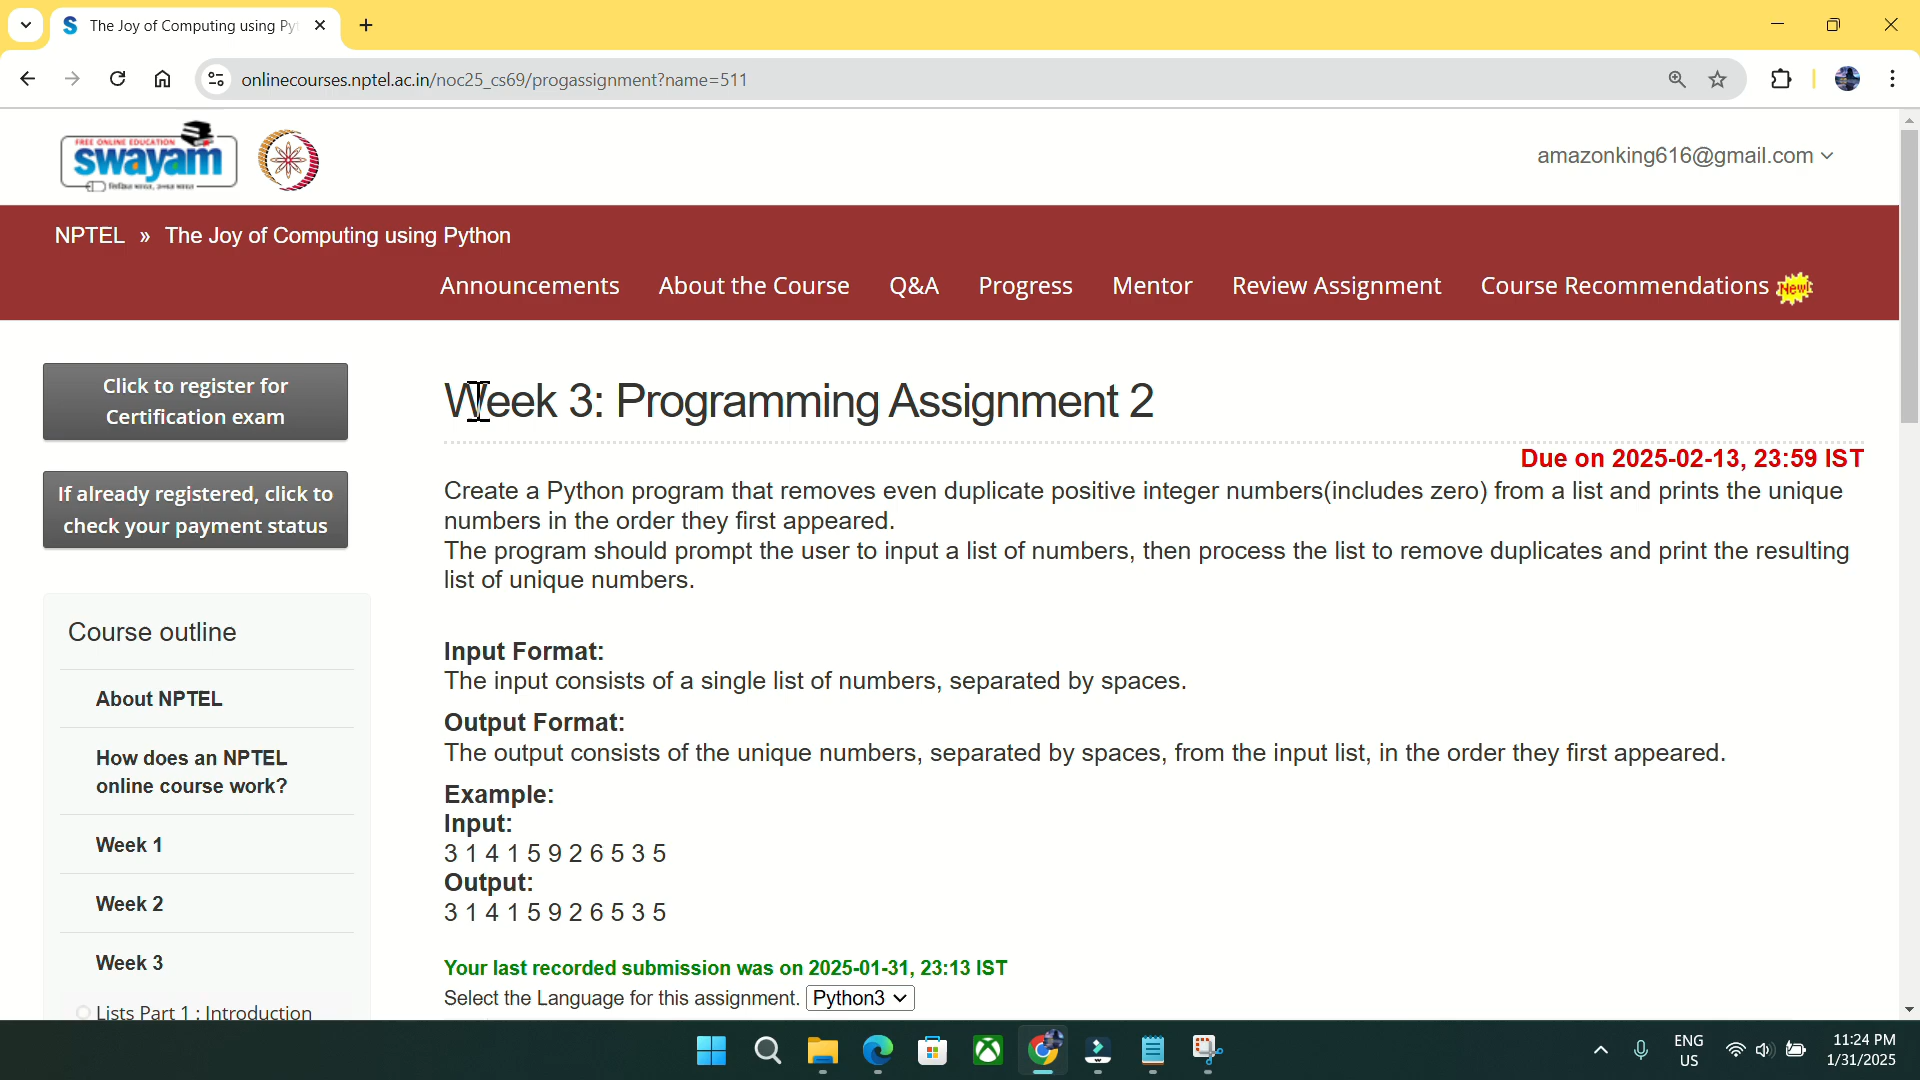 The Joy of Computing using Py
onlinecourses.nptel.ac.in/noc25_cs69/progassignment?name=511
FREE ONLINE EDUCATION
swayam
amazonking616@gmail.com
NPTEL » The Joy of Computing using Python
Announcements About the Course Q&A Progress Mentor Review Assignment Course Recommendations New!
Click to register for
Certification exam
If already registered, click to
check your payment status
Course outline
About NPTEL
How does an NPTEL
online course work?
Week 1
Week 2
Week 3
Lists Part 1 : Introduction
Week 3: Programming Assignment 2
Due on 2025-02-13, 23:59 IST
Create a Python program that removes even duplicate positive integer numbers(includes zero) from a list and prints the unique
numbers in the order they first appeared.
The program should prompt the user to input a list of numbers, then process the list to remove duplicates and print the resulting
list of unique numbers.
Input Format:
The input consists of a single list of numbers, separated by spaces.
Output Format:
The output consists of the unique numbers, separated by spaces, from the input list, in the order they first appeared.
Example:
Input:
3 1 4 1 5 9 2 6 5 3 5
Output:
3 1 4 1 5 9 2 6 5 3 5
Your last recorded submission was on 2025-01-31, 23:13 IST
Select the Language for this assignment. Python3
ENG
US
11:24 PM
1/31/2025